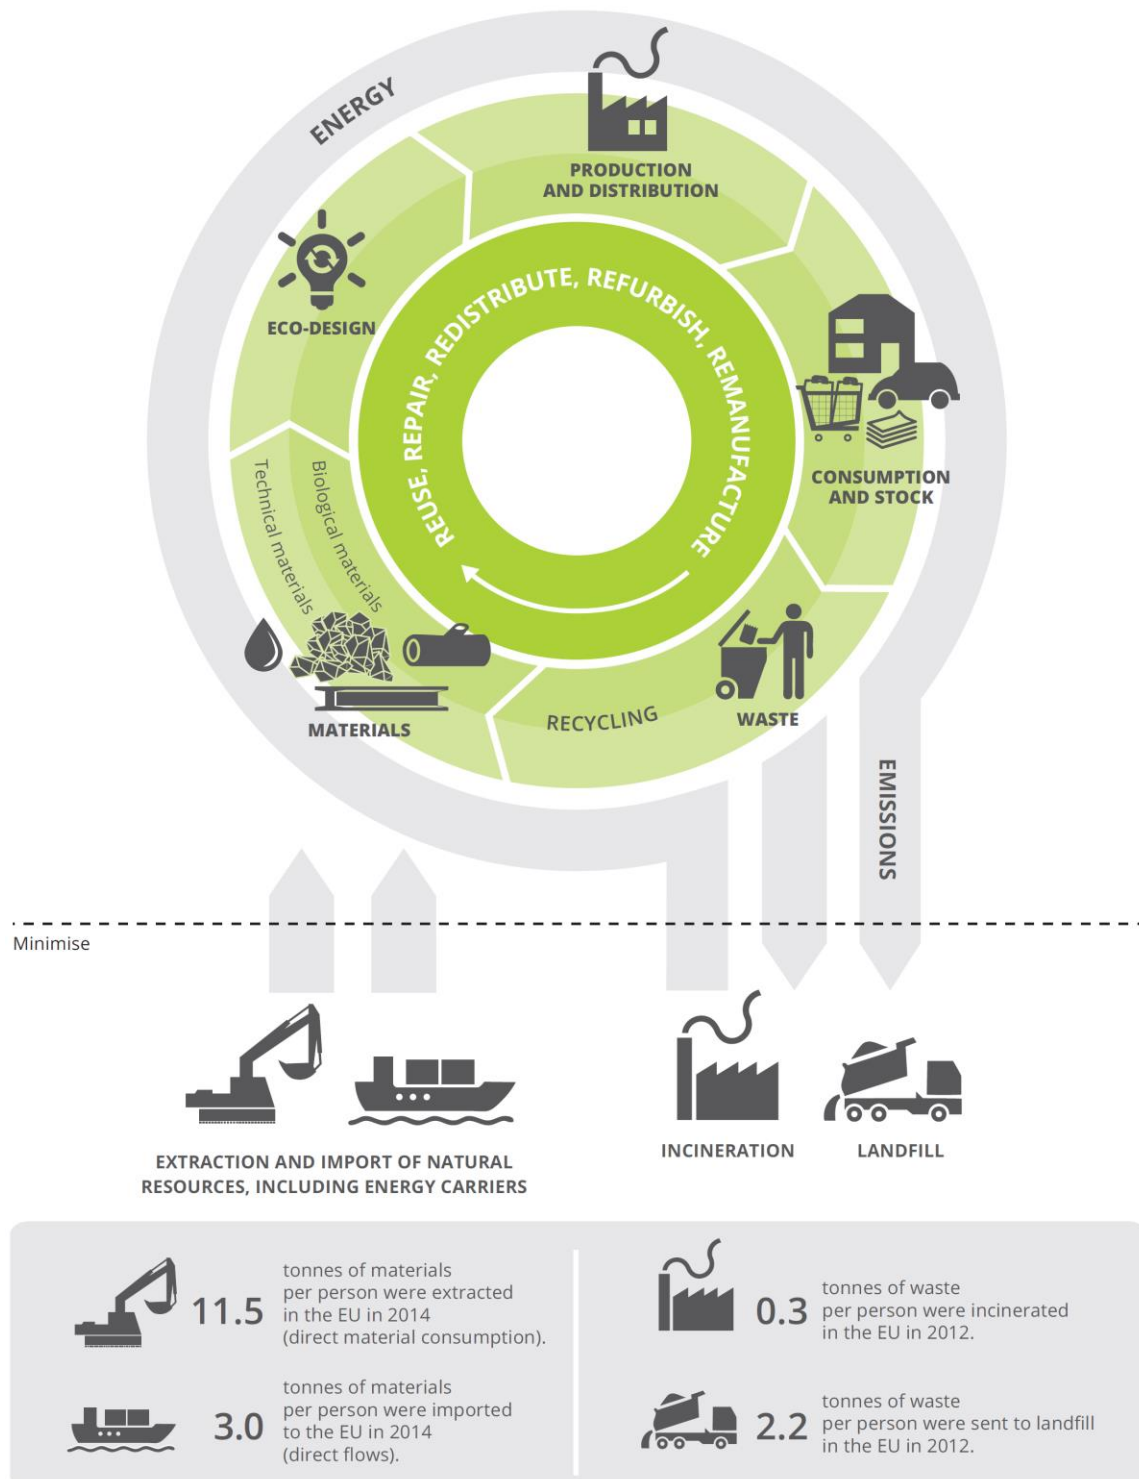 ENERGY
PRODUCTION
AND DISTRIBUTION
ECO-DESIGN
REUSE, REPAIR, REDISTRIBUTE, REFURBISH, REMANUFACTURE
CONSUMPTION
AND STOCK
Technical materials
Biological materials
MATERIALS
RECYCLING
WASTE
EMISSIONS
Minimise
EXTRACTION AND IMPORT OF NATURAL
RESOURCES, INCLUDING ENERGY CARRIERS
INCINERATION
LANDFILL
11.5
tonnes of materials
per person were extracted
in the EU in 2014
(direct material consumption).
3.0
tonnes of materials
per person were imported
to the EU in 2014
(direct flows).
0.3
tonnes of waste
per person were incinerated
in the EU in 2012.
2.2
tonnes of waste
per person were sent to landfill
in the EU in 2012.